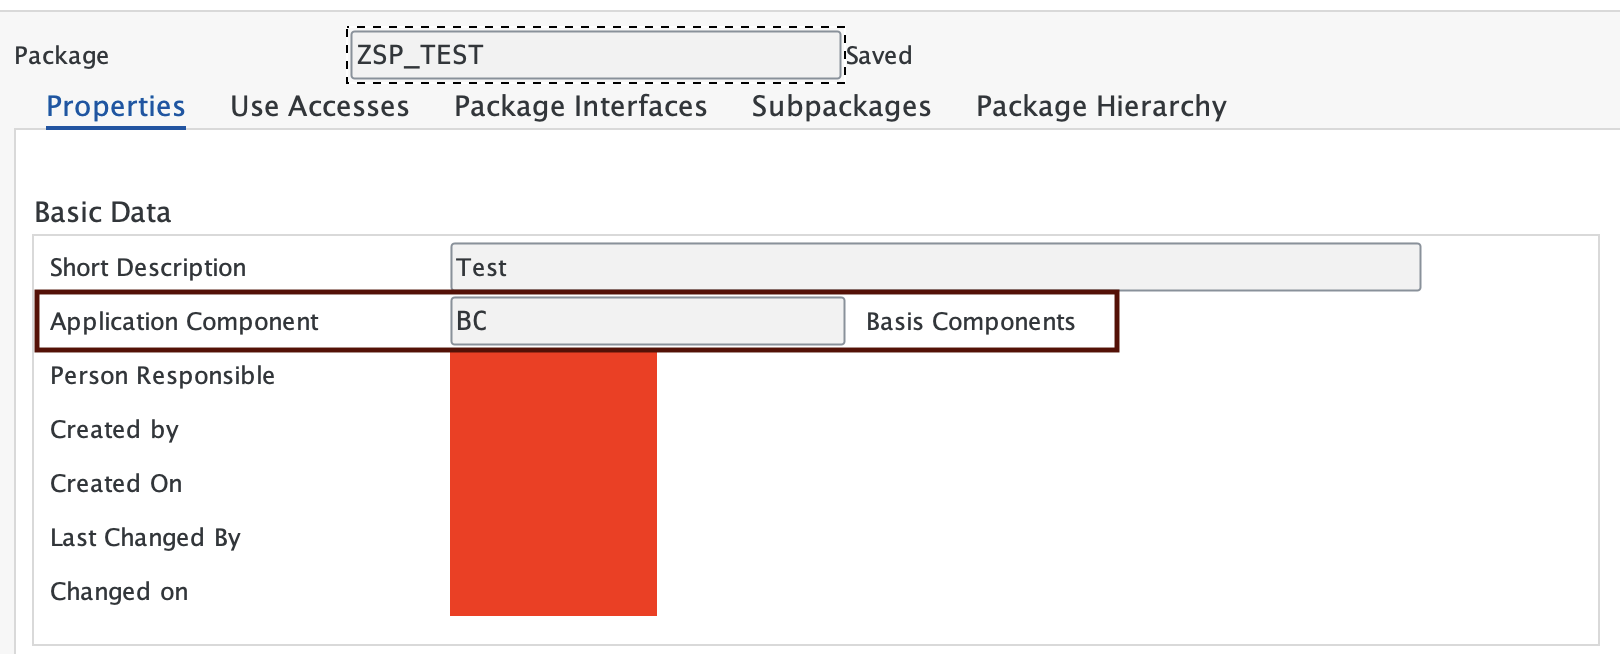 Package ZSP_TEST Saved
Properties Use Accesses Package Interfaces Subpackages Package Hierarchy
Basic Data
Short Description Test
Application Component BC Basis Components
Person Responsible
Created by
Created On
Last Changed By
Changed on